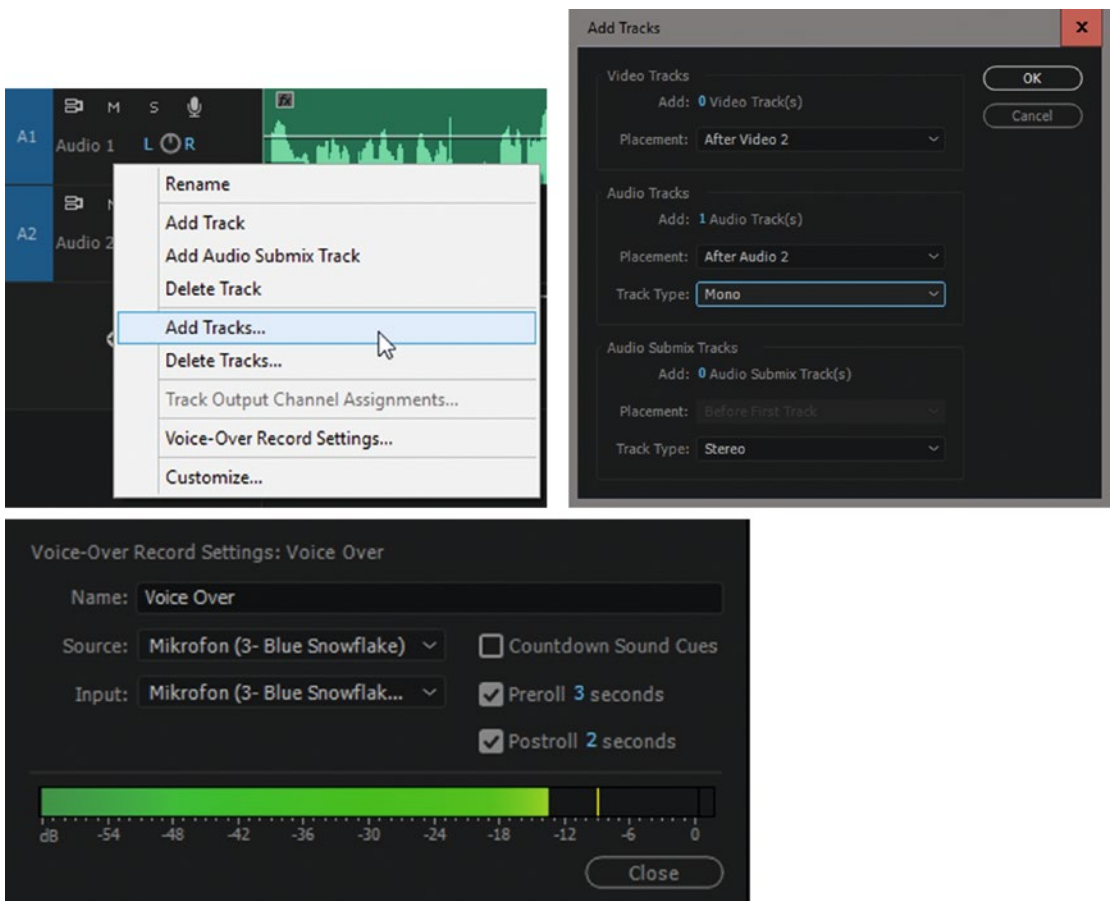 A1
M S
Audio 1 L R
fx
A2
Audio 2
Rename
Add Track
Add Audio Submix Track
Delete Track
Add Tracks...
Delete Tracks...
Track Output Channel Assignments...
Voice-Over Record Settings...
Customize...
Add Tracks
x
Video Tracks
Add: 0 Video Track(s)
Placement: After Video 2
Audio Tracks
Add: 1 Audio Track(s)
Placement: After Audio 2
Track Type: Mono
Audio Submix Tracks
Add: 0 Audio Submix Track(s)
Placement: Before First Track
Track Type: Stereo
OK
Cancel
Voice-Over Record Settings: Voice Over
Name: Voice Over
Source: Mikrofon (3- Blue Snowflake)
Countdown Sound Cues
Input: Mikrofon (3- Blue Snowflak...
Preroll 3 seconds
Postroll 2 seconds
dB -54 -48 -42 -36 -30 -24 -18 -12 -6 0
Close